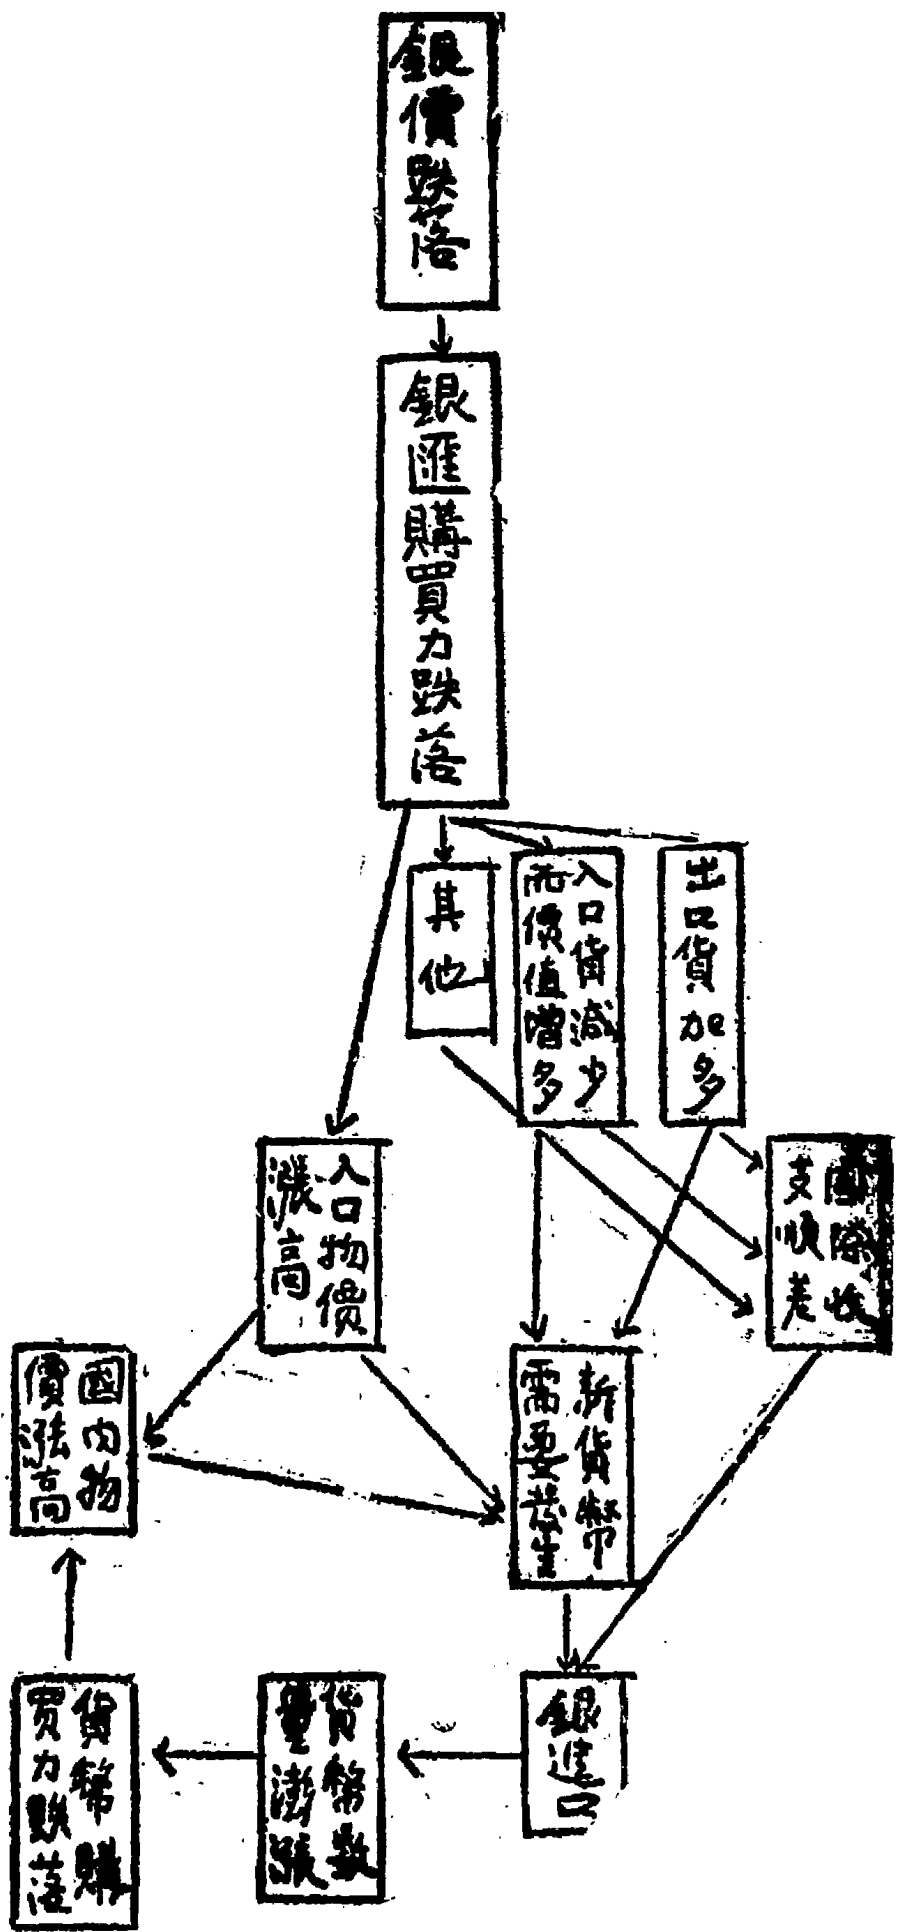 銀價跌落
銀匯購買力跌落
出口貨加多
入口貨減少
而價值增多
其他
國際收
支順差
入口物價
漲高
新貨幣
需要發生
國內物
價漲高
銀進口
貨幣數
量澎漲
貨幣購
買力跌落